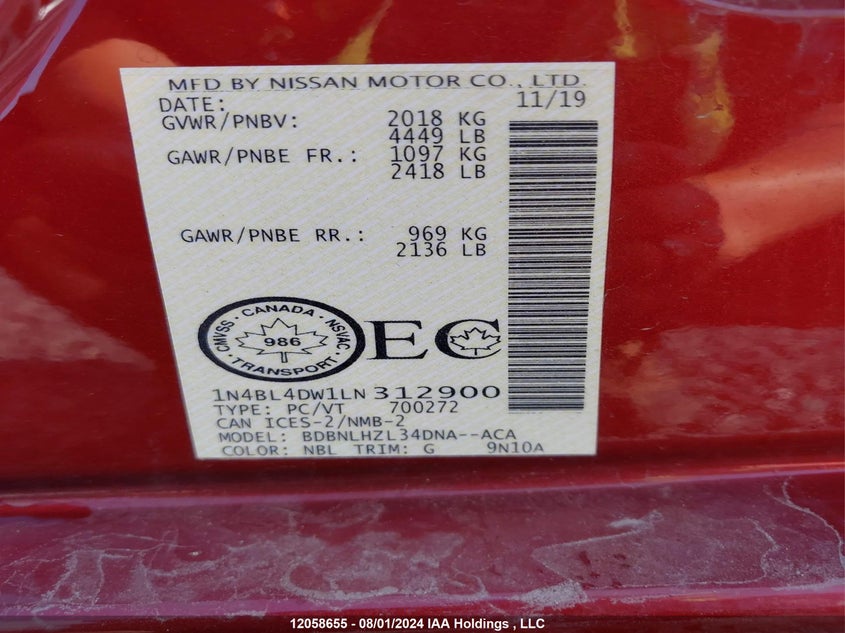 MFD BY NISSAN MOTOR CO., LTD.
DATE: 11/19
GVWR/PNBV: 2018 KG
4449 LB
GAWR/PNBE FR.: 1097 KG
2418 LB
GAWR/PNBE RR.: 969 KG
2136 LB
CMVSS · CANADA · NSVAC · TRANSPORT ·
986
EC
1N4BL4DW1LN312900
TYPE: PC/VT 700272
CAN ICES-2/NMB-2
MODEL: BDBNLHZL34DNA--ACA
COLOR: NBL TRIM: G 9N10A
12058655 - 08/01/2024 IAA Holdings , LLC